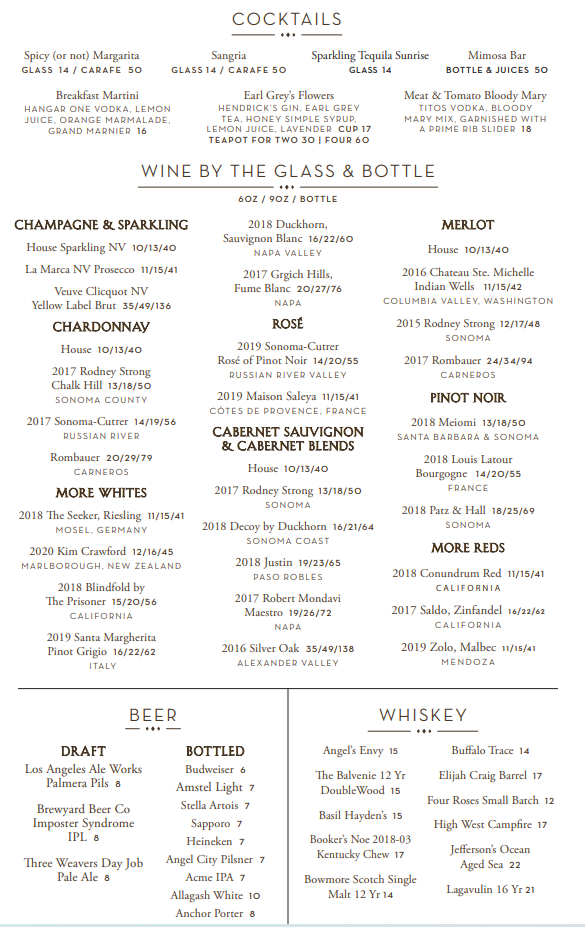 COCKTAILS
Spicy (or not) Margarita
GLASS 14 / CARAFE 50
Sangria
GLASS 14 / CARAFE 50
Sparkling Tequila Sunrise
GLASS 14
Mimosa Bar
BOTTLE & JUICES 50
Breakfast Martini
HANGAR ONE VODKA, LEMON
JUICE, ORANGE MARMALADE,
GRAND MARNIER 16
Earl Grey's Flowers
HENDRICK'S GIN, EARL GREY
TEA, HONEY SIMPLE SYRUP,
LEMON JUICE, LAVENDER CUP 17
TEAPOT FOR TWO 30 | FOUR 60
Meat & Tomato Bloody Mary
TITOS VODKA, BLOODY
MARY MIX, GARNISHED WITH
A PRIME RIB SLIDER 18
WINE BY THE GLASS & BOTTLE
6OZ / 9OZ / BOTTLE
CHAMPAGNE & SPARKLING
House Sparkling NV 10/13/40
La Marca NV Prosecco 11/15/41
Veuve Clicquot NV
Yellow Label Brut 35/49/136
CHARDONNAY
House 10/13/40
2017 Rodney Strong
Chalk Hill 13/18/50
SONOMA COUNTY
2017 Sonoma-Cutrer 14/19/56
RUSSIAN RIVER
Rombauer 20/29/79
CARNEROS
MORE WHITES
2018 The Seeker, Riesling 11/15/41
MOSEL, GERMANY
2020 Kim Crawford 12/16/45
MARLBOROUGH, NEW ZEALAND
2018 Blindfold by
The Prisoner 15/20/56
CALIFORNIA
2019 Santa Margherita
Pinot Grigio 16/22/62
ITALY
2018 Duckhorn,
Sauvignon Blanc 16/22/60
NAPA VALLEY
2017 Grgich Hills,
Fume Blanc 20/27/76
NAPA
ROSÉ
2019 Sonoma-Cutrer
Rosé of Pinot Noir 14/20/55
RUSSIAN RIVER VALLEY
2019 Maison Saleya 11/15/41
CÔTES DE PROVENCE, FRANCE
CABERNET SAUVIGNON
& CABERNET BLENDS
House 10/13/40
2017 Rodney Strong 13/18/50
SONOMA
2018 Decoy by Duckhorn 16/21/64
SONOMA COAST
2018 Justin 19/23/65
PASO ROBLES
2017 Robert Mondavi
Maestro 19/26/72
NAPA
2016 Silver Oak 35/49/138
ALEXANDER VALLEY
MERLOT
House 10/13/40
2016 Chateau Ste. Michelle
Indian Wells 11/15/42
COLUMBIA VALLEY, WASHINGTON
2015 Rodney Strong 12/17/48
SONOMA
2017 Rombauer 24/34/94
CARNEROS
PINOT NOIR
2018 Meiomi 13/18/50
SANTA BARBARA & SONOMA
2018 Louis Latour
Bourgogne 14/20/55
FRANCE
2018 Patz & Hall 18/25/69
SONOMA
MORE REDS
2018 Conundrum Red 11/15/41
CALIFORNIA
2017 Saldo, Zinfandel 16/22/62
CALIFORNIA
2019 Zolo, Malbec 11/15/41
MENDOZA
BEER
DRAFT
Los Angeles Ale Works
Palmera Pils 8
Brewyard Beer Co
Imposter Syndrome
IPL 8
Three Weavers Day Job
Pale Ale 8
BOTTLED
Budweiser 6
Amstel Light 7
Stella Artois 7
Sapporo 7
Heineken 7
Angel City Pilsner 7
Acme IPA 7
Allagash White 10
Anchor Porter 8
WHISKEY
Angel's Envy 15
The Balvenie 12 Yr
DoubleWood 15
Basil Hayden's 15
Booker's Noe 2018-03
Kentucky Chew 17
Bowmore Scotch Single
Malt 12 Yr 14
Buffalo Trace 14
Elijah Craig Barrel 17
Four Roses Small Batch 12
High West Campfire 17
Jefferson's Ocean
Aged Sea 22
Lagavulin 16 Yr 21